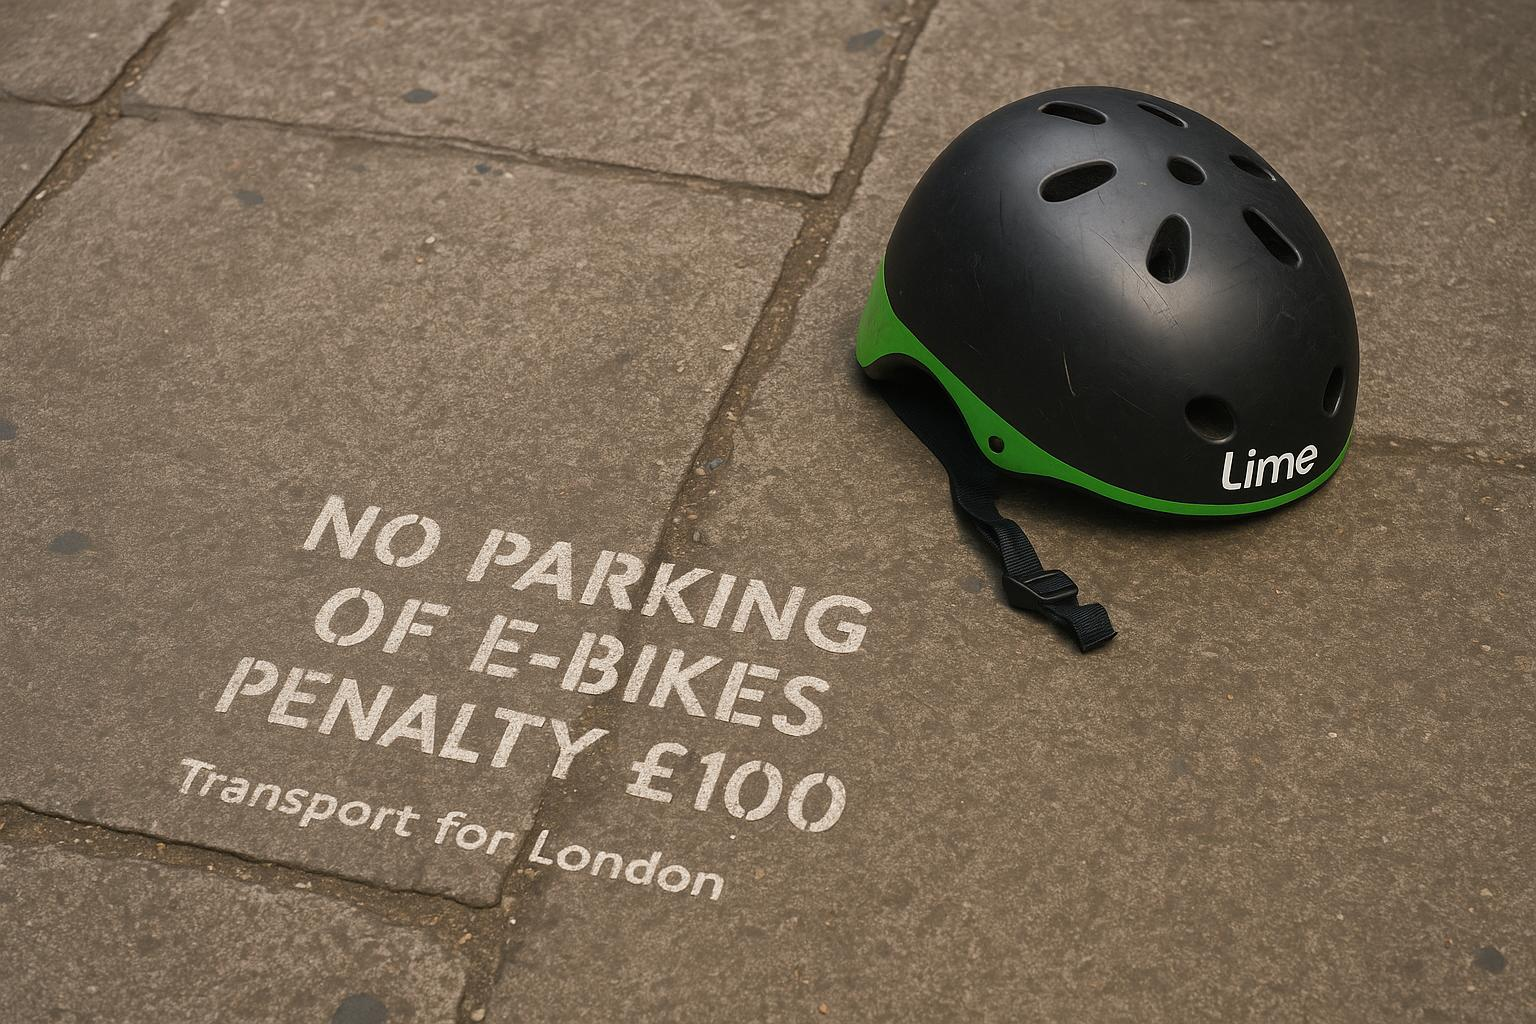 Lime
NO PARKING
OF E-BIKES
PENALTY £100
Transport for London